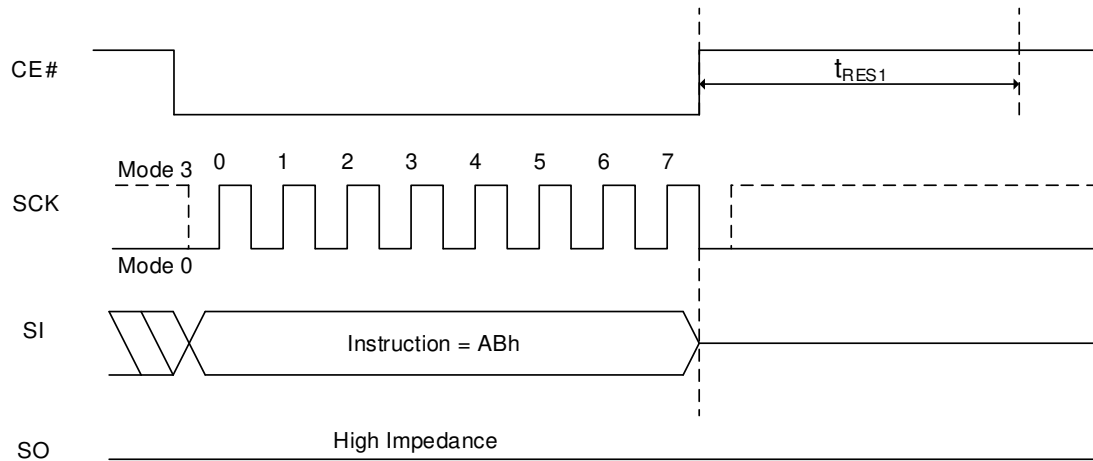 CE#
tRES1
Mode 3 0 1 2 3 4 5 6 7
SCK
Mode 0
SI
Instruction = ABh
High Impedance
SO